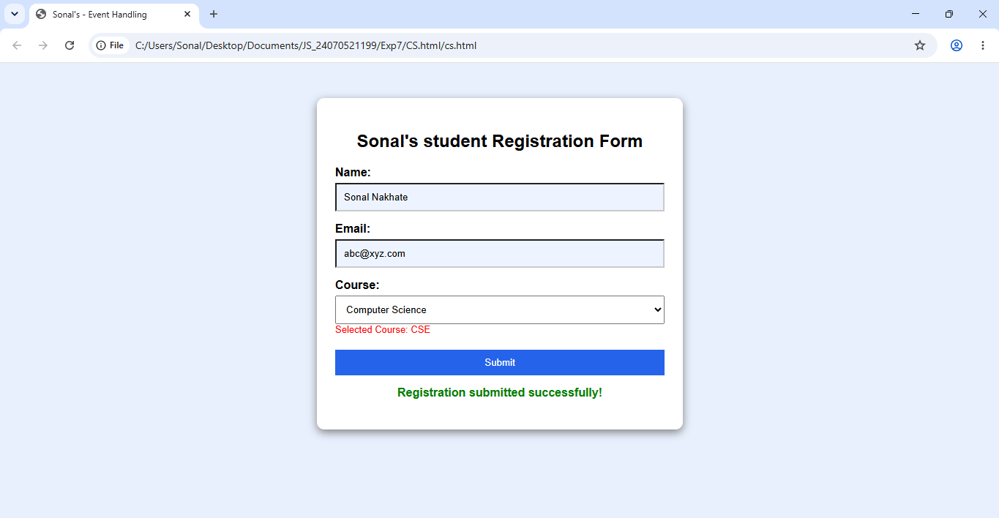 Sonal's - Event Handling
File
C:/Users/Sonal/Desktop/Documents/JS_24070521199/Exp7/CS.html/cs.html
Sonal's student Registration Form
Name:
Sonal Nakhate
Email:
abc@xyz.com
Course:
Computer Science
Selected Course: CSE
Submit
Registration submitted successfully!